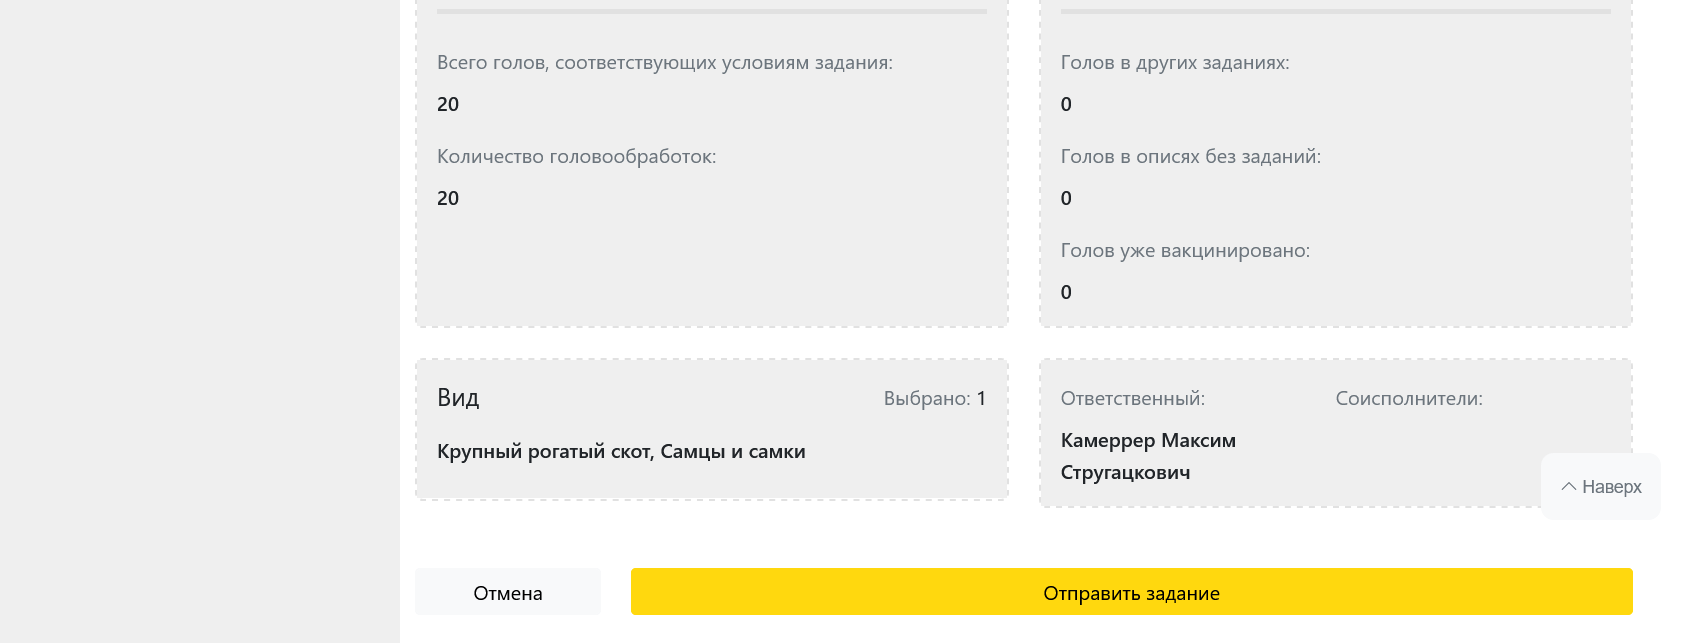 Всего голов, соответствующих условиям задания:
20
Количество головообработок:
20
Голов в других заданиях:
0
Голов в описях без заданий:
0
Голов уже вакцинировано:
0
Вид
Выбрано: 1
Крупный рогатый скот, Самцы и самки
Ответственный:
Камеррер Максим
Стругацкович
Соисполнители:
Наверх
Отмена
Отправить задание